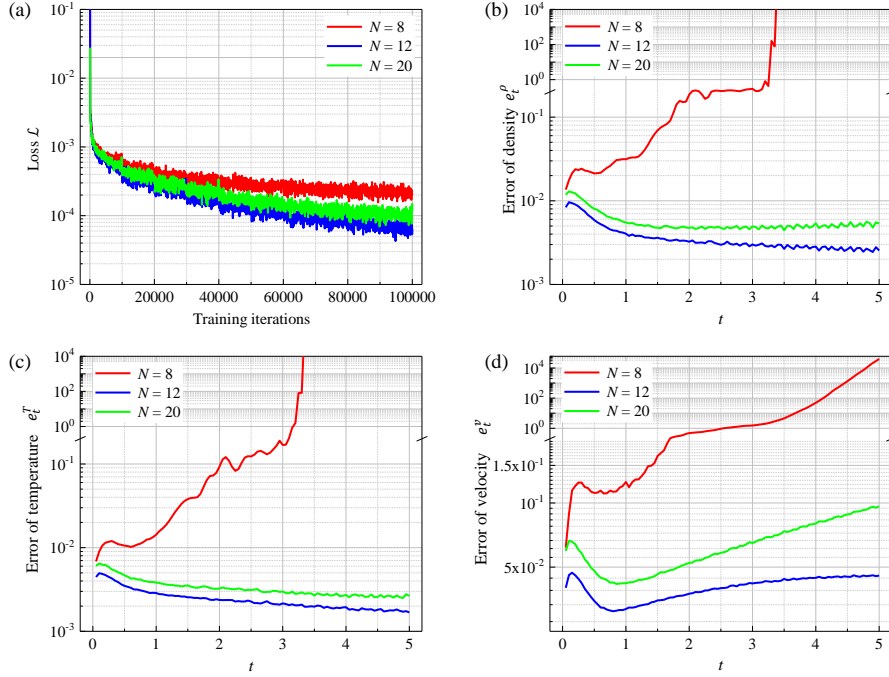 (a)
10^-1
10^-2
10^-3
10^-4
10^-5
Loss ℒ
N = 8
N = 12
N = 20
0 20000 40000 60000 80000 100000
Training iterations
(b)
10^4
10^2
10^0
10^-1
10^-2
10^-3
Error of density e_t^ρ
N = 8
N = 12
N = 20
0 1 2 3 4 5
t
(c)
10^4
10^2
10^0
10^-1
10^-2
10^-3
Error of temperature e_t^T
N = 8
N = 12
N = 20
0 1 2 3 4 5
t
(d)
10^4
10^2
10^0
1.5×10^-1
10^-1
5×10^-2
Error of velocity e_t^v
N = 8
N = 12
N = 20
0 1 2 3 4 5
t